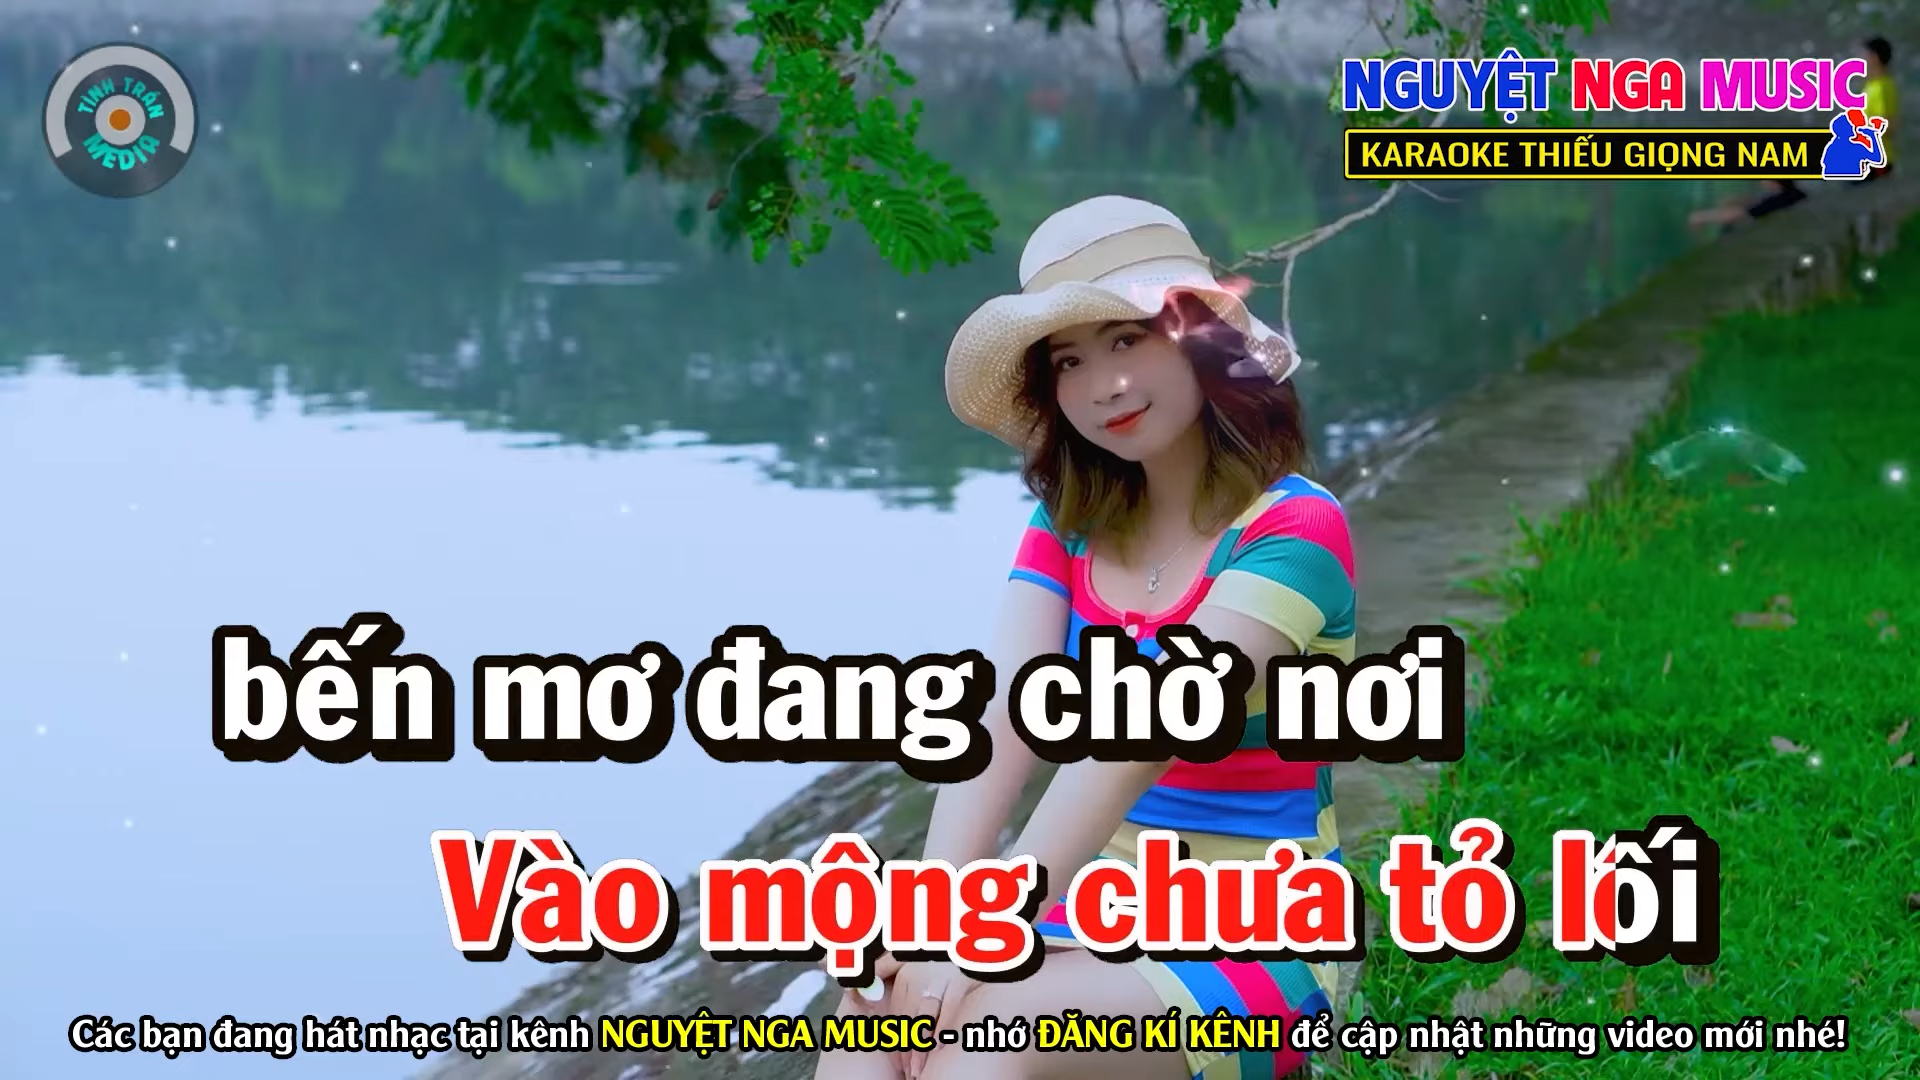 TÌNH TRẦN
MEDIA
NGUYỆT NGA MUSIC
KARAOKE THIẾU GIỌNG NAM
bến mơ đang chờ nơi
Vào mộng chưa tỏ lối
Các bạn đang hát nhạc tại kênh NGUYỆT NGA MUSIC - nhớ ĐĂNG KÍ KÊNH để cập nhật những video mới nhé!